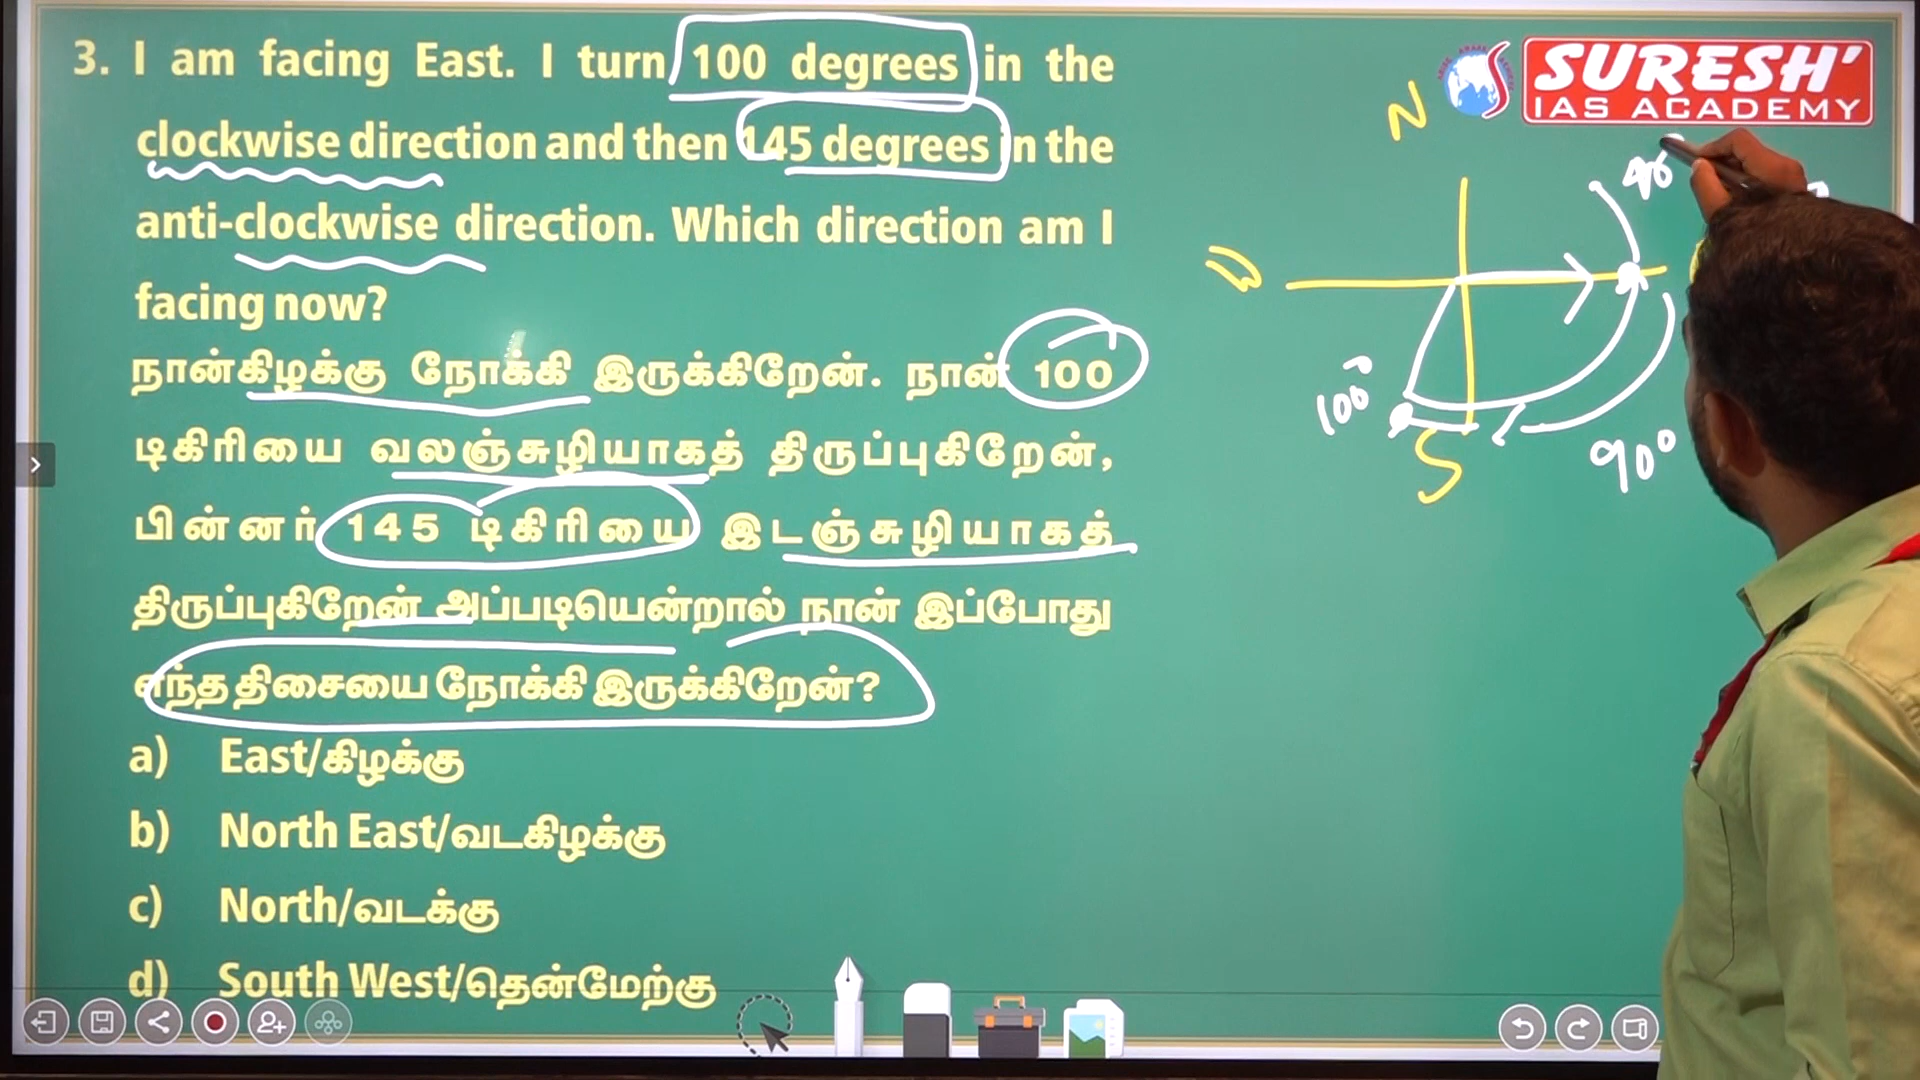 3. I am facing East. I turn 100 degrees in the
clockwise direction and then 145 degrees in the
anti-clockwise direction. Which direction am I
facing now?
நான்கிழக்கு நோக்கி இருக்கிறேன். நான் 100
டிகிரியை வலஞ்சுழியாகத் திருப்புகிறேன்,
பின்னர் 145 டிகிரியை இடஞ்சுழியாகத்
திருப்புகிறேன் அப்படியென்றால் நான் இப்போது
எந்த திசையை நோக்கி இருக்கிறேன்?
a) East/கிழக்கு
b) North East/வடகிழக்கு
c) North/வடக்கு
d) South West/தென்மேற்கு
SURESH'
IAS ACADEMY
N
100°
S
90°